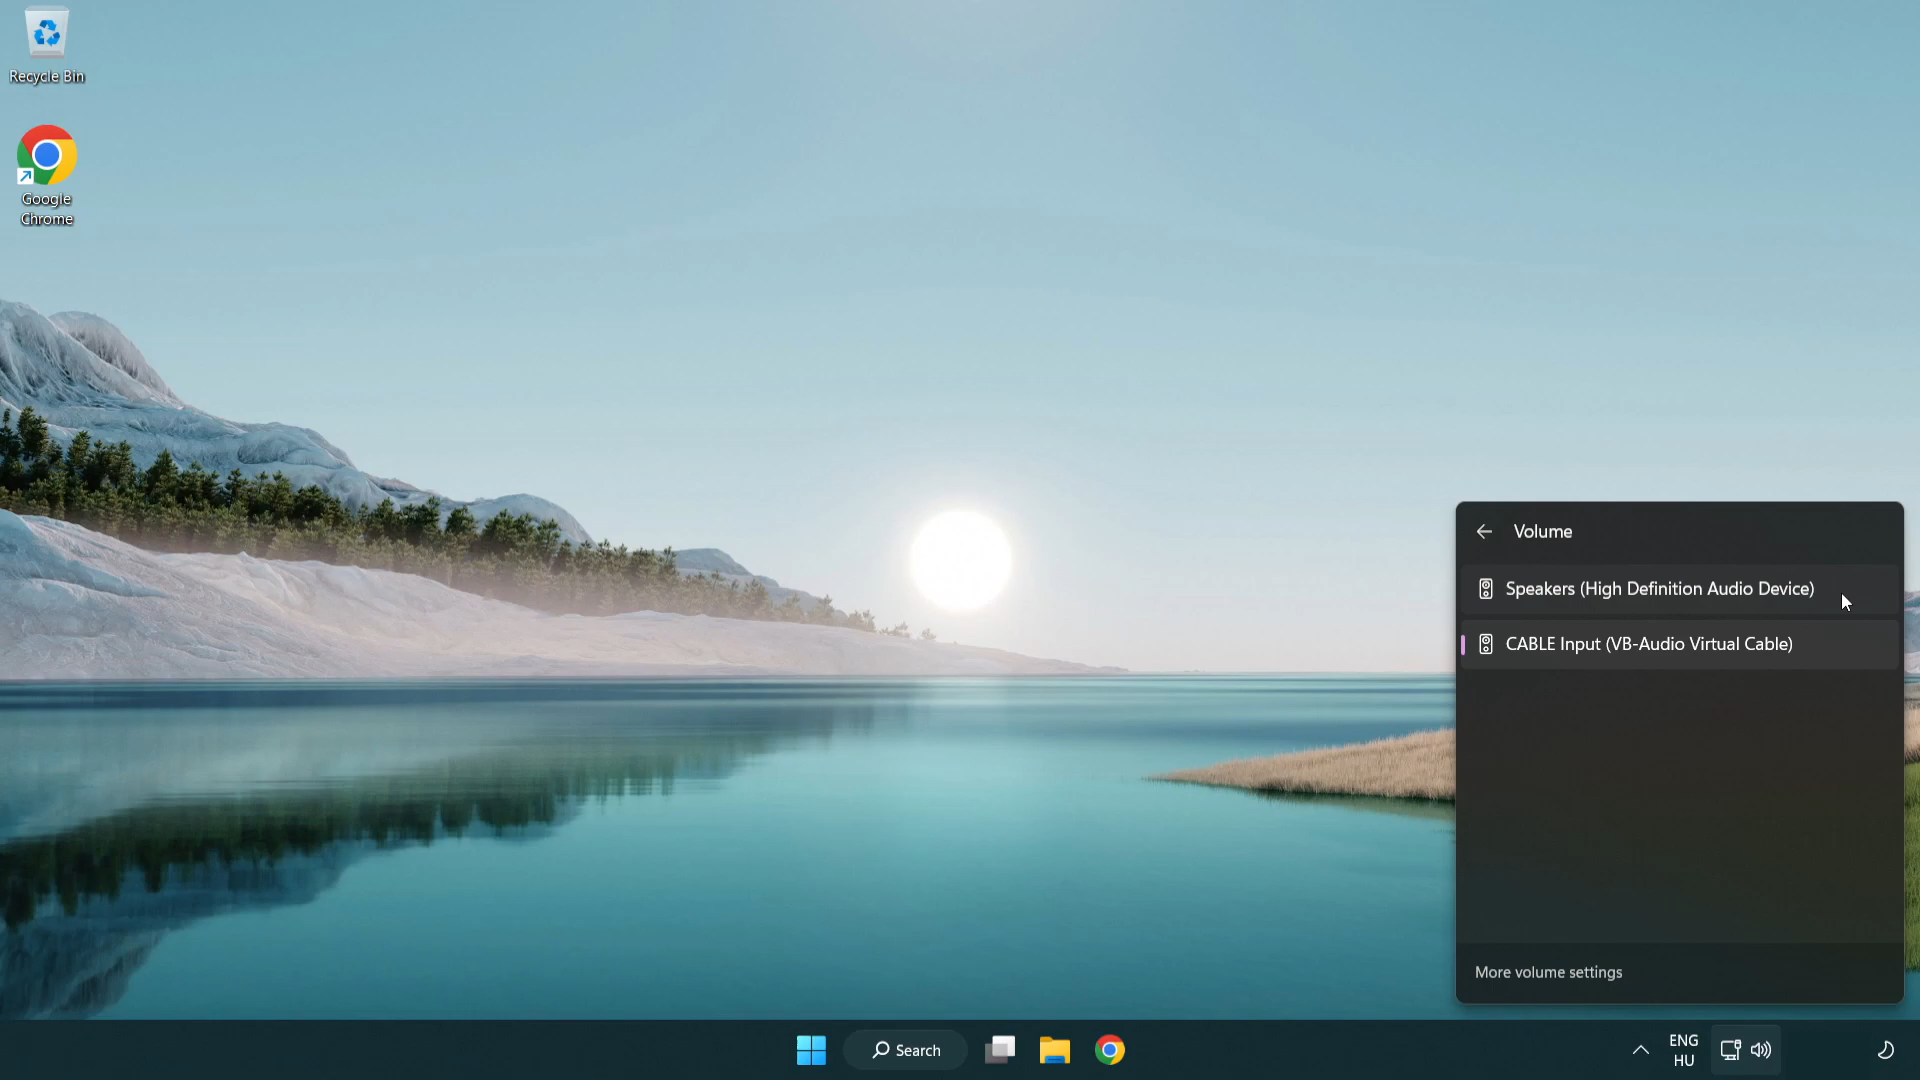 Recycle Bin
Google
Chrome
Volume
Speakers (High Definition Audio Device)
CABLE Input (VB-Audio Virtual Cable)
More volume settings
Search
ENG
HU